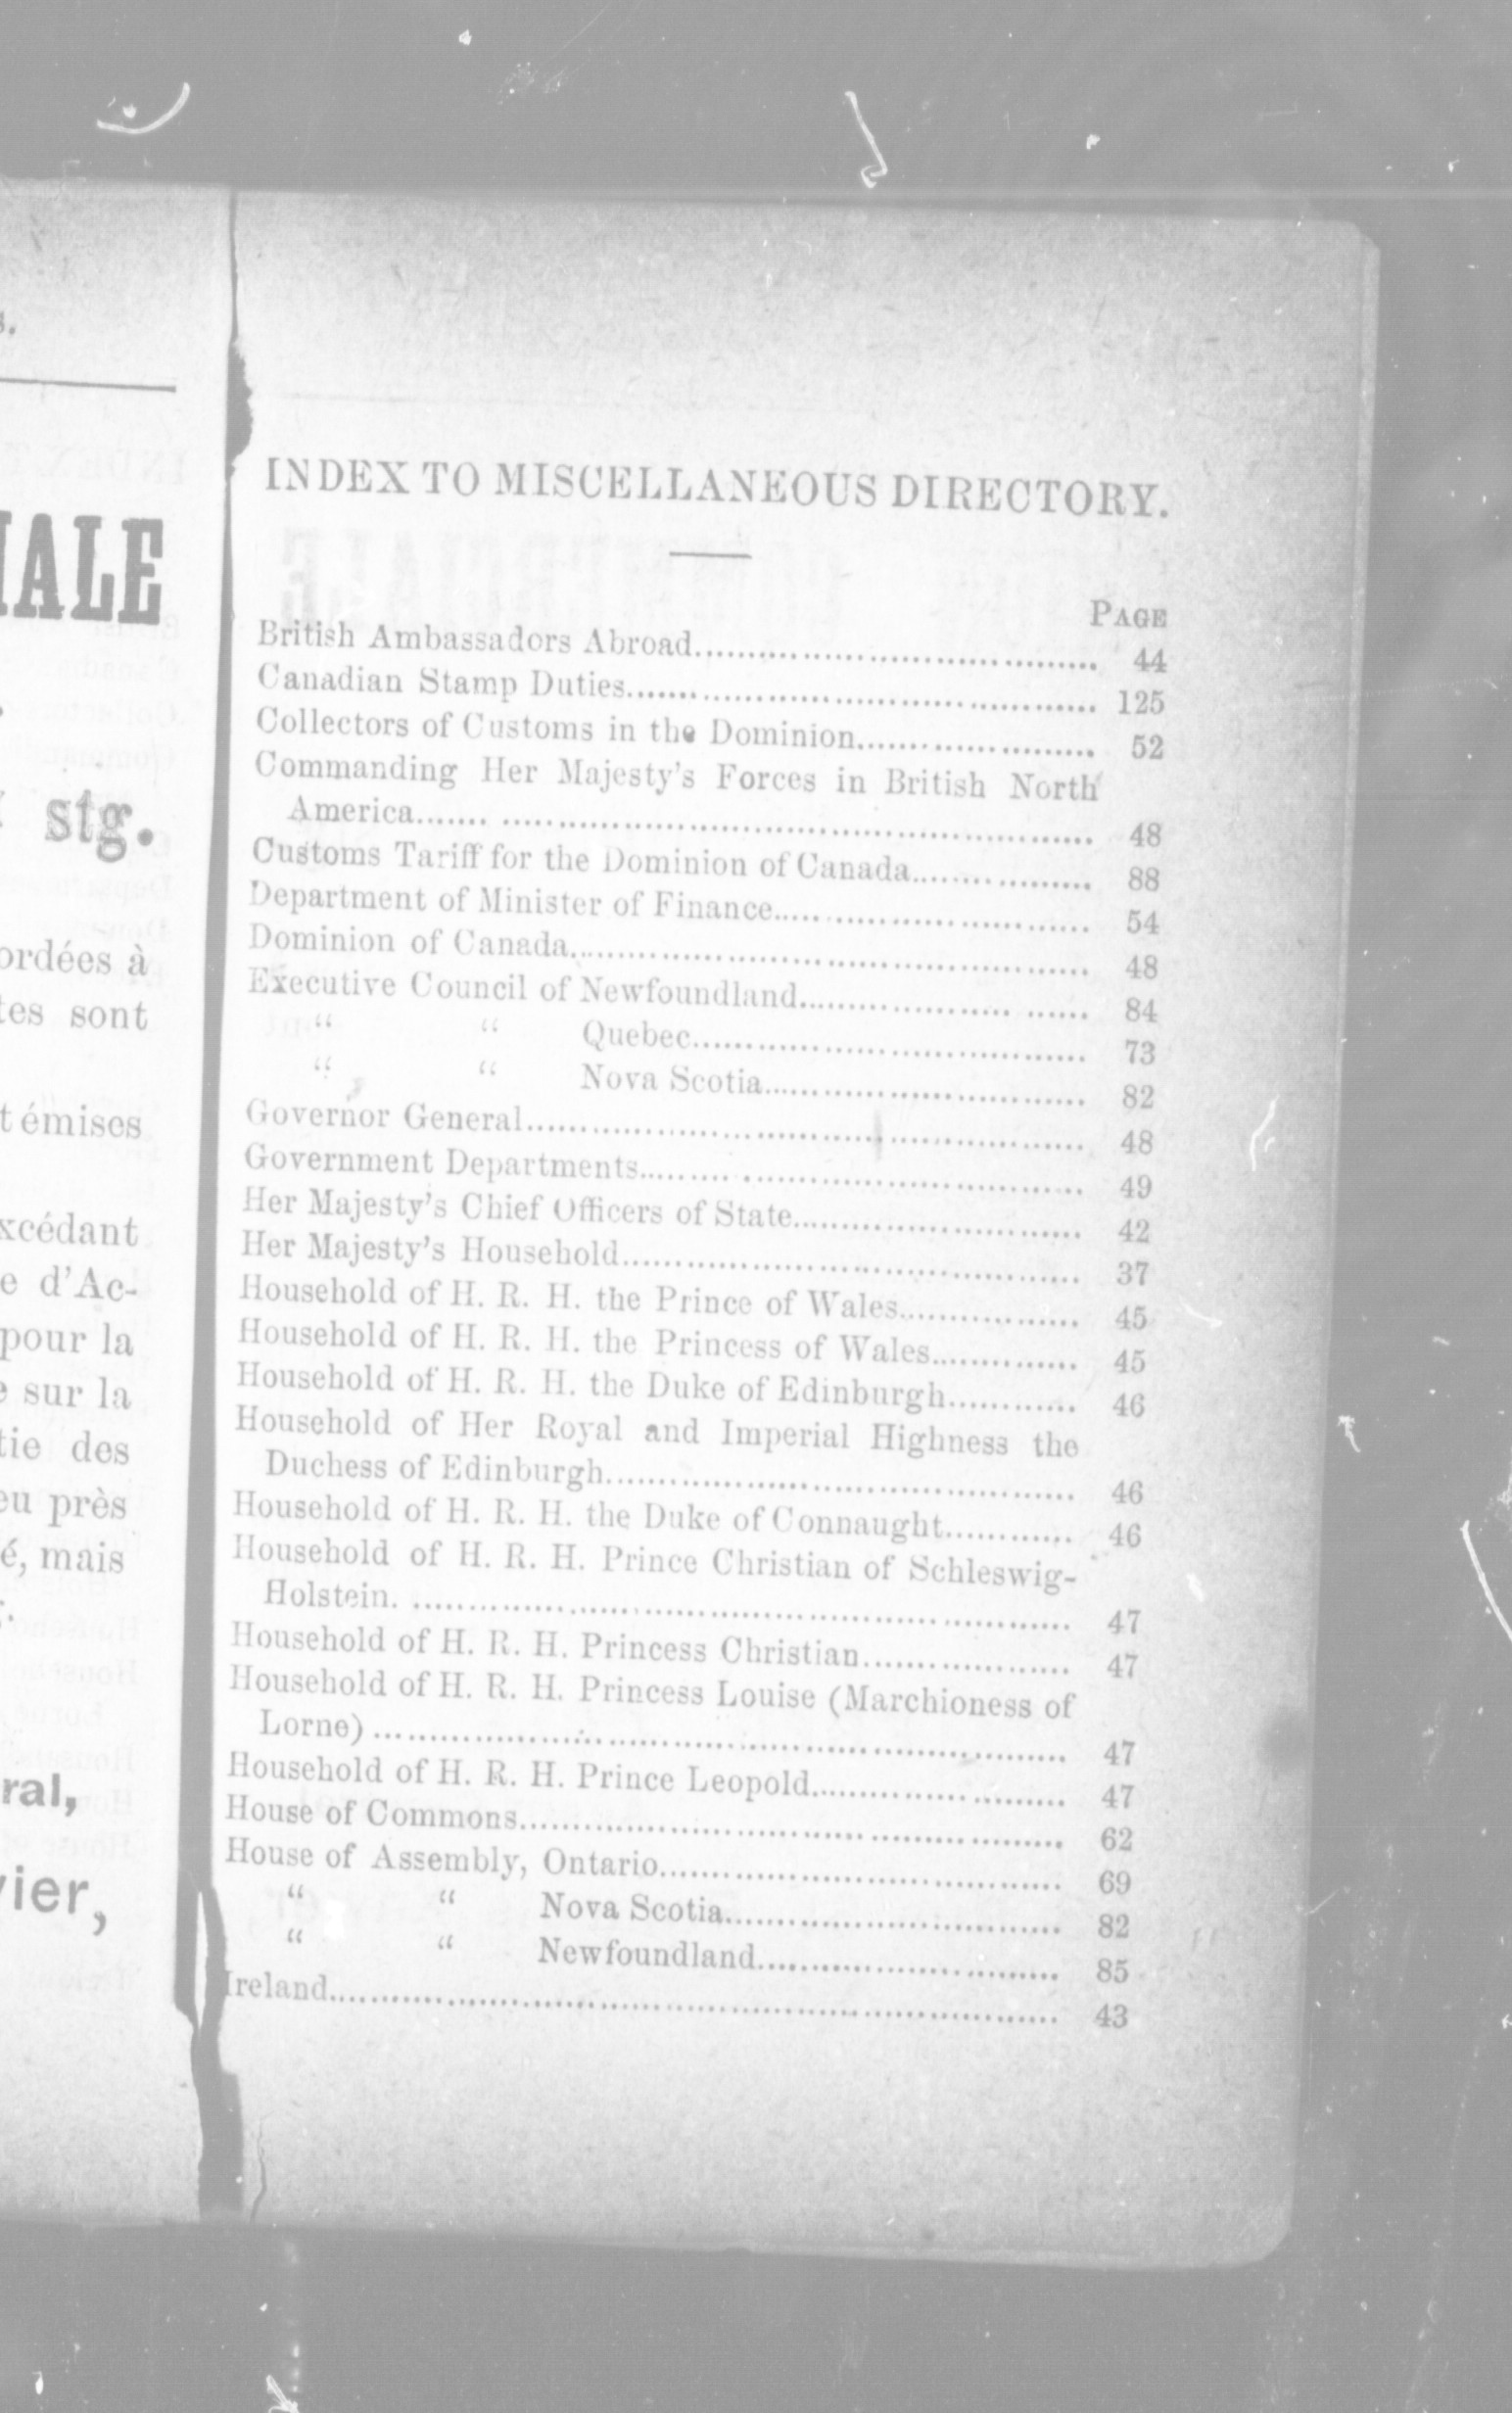 INDEX TO MISCELLANEOUS DIRECTORY.
PAGE
British Ambassadors Abroad........................................ 44
Canadian Stamp Duties............................................. 125
Collectors of Customs in the Dominion........................ 52
Commanding Her Majesty's Forces in British North
America....... ........................................................... 48
Customs Tariff for the Dominion of Canada.................. 88
Department of Minister of Finance............................... 54
Dominion of Canada.................................................... 48
Executive Council of Newfoundland..................... ...... 84
“ “ Quebec....................................... 73
“ “ Nova Scotia................................ 82
Governor General......................................................... 48
Government Departments......... .................................. 49
Her Majesty's Chief Officers of State............................ 42
Her Majesty's Household............................................. 37
Household of H. R. H. the Prince of Wales.................. 45
Household of H. R. H. the Princess of Wales............... 45
Household of H. R. H. the Duke of Edinburgh............. 46
Household of Her Royal and Imperial Highness the
Duchess of Edinburgh............................................... 46
Household of H. R. H. the Duke of Connaught............. 46
Household of H. R. H. Prince Christian of Schleswig-
Holstein. .................................................................. 47
Household of H. R. H. Princess Christian..................... 47
Household of H. R. H. Princess Louise (Marchioness of
Lorne) ...................................................................... 47
Household of H. R. H. Prince Leopold.......................... 47
House of Commons....................................................... 62
House of Assembly, Ontario......................................... 69
“ “ Nova Scotia.................................. 82
“ “ Newfoundland............................... 85
Ireland......................................................................... 43
stg.
à
sont
émises
d'Ac-
pour la
sur la
des
près
mais